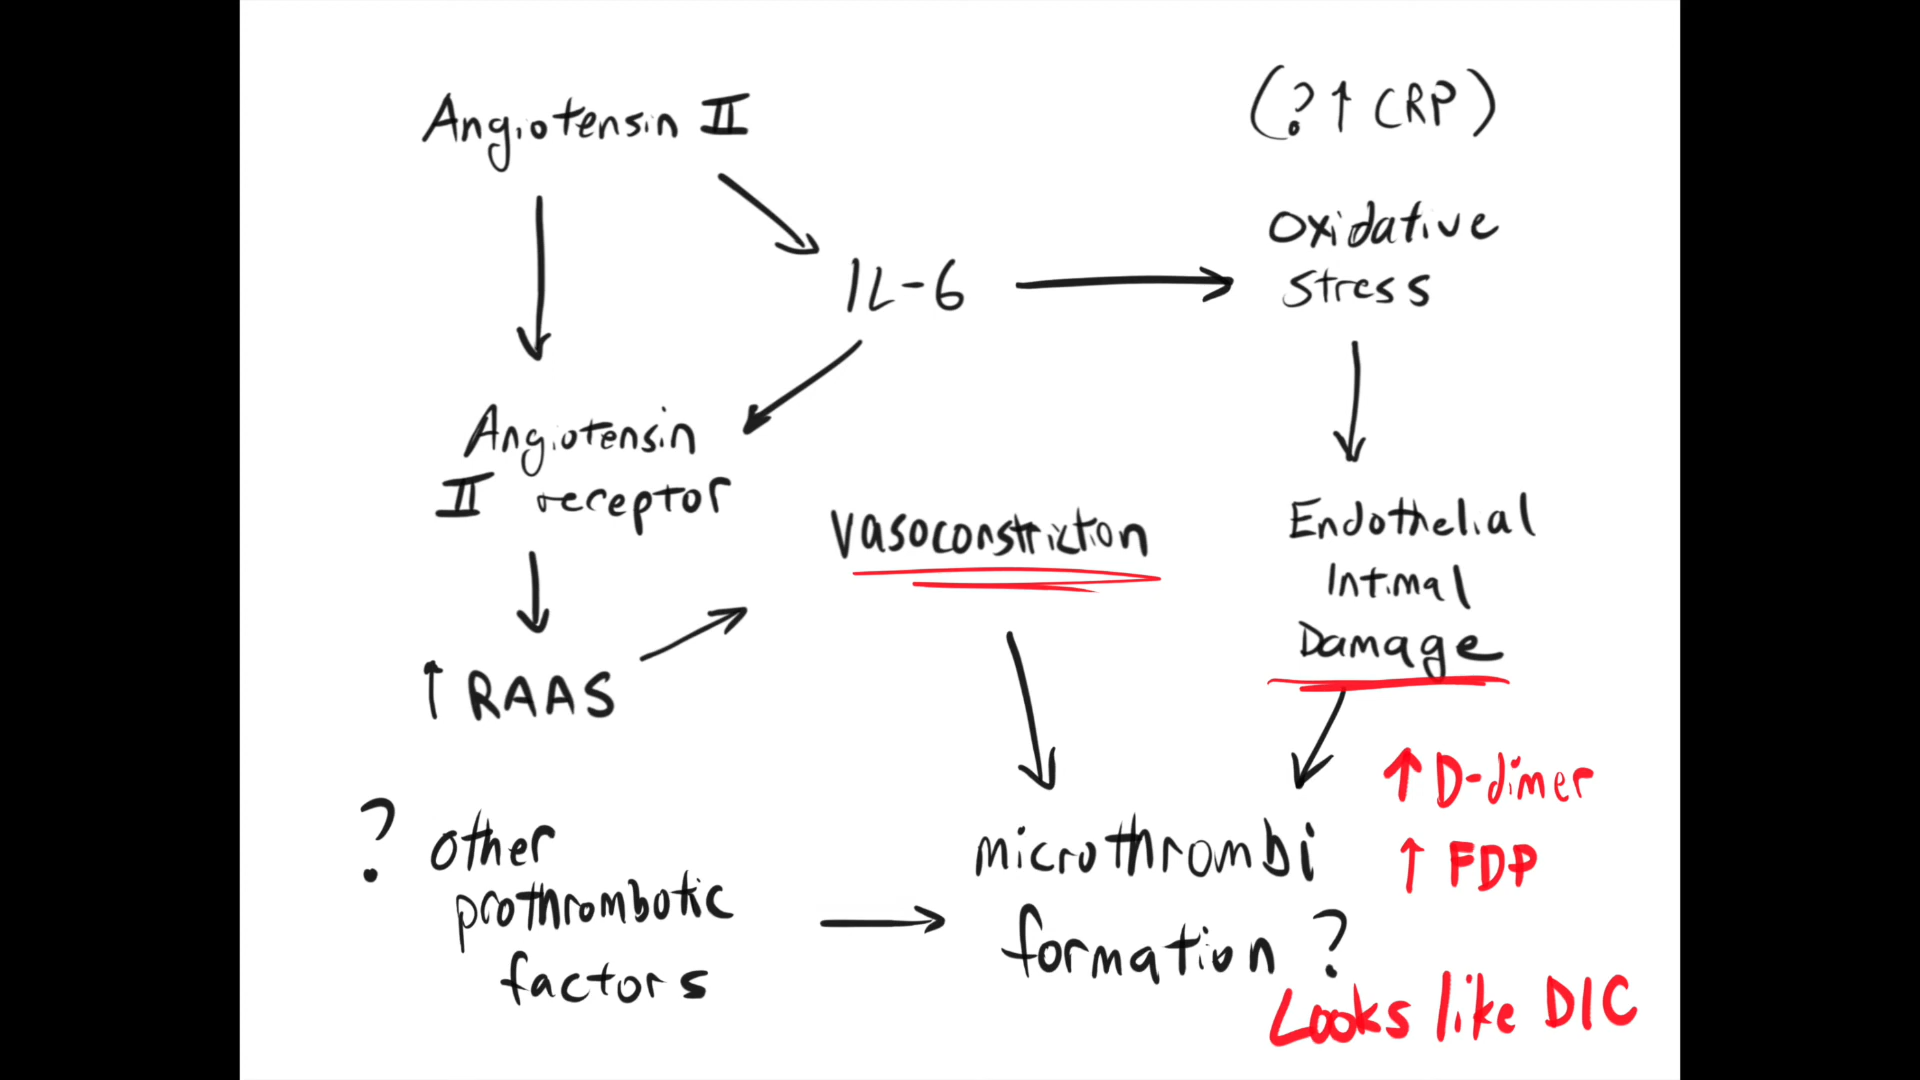 Angiotensin II
(? ↑ CRP)
Oxidative
Stress
IL-6
Angiotensin
II receptor
Vasoconstriction
Endothelial
Intimal
Damage
↑ RAAS
↑ D-dimer
↑ FDP
? other
prothrombotic
factors
microthrombi
formation ?
Looks like DIC